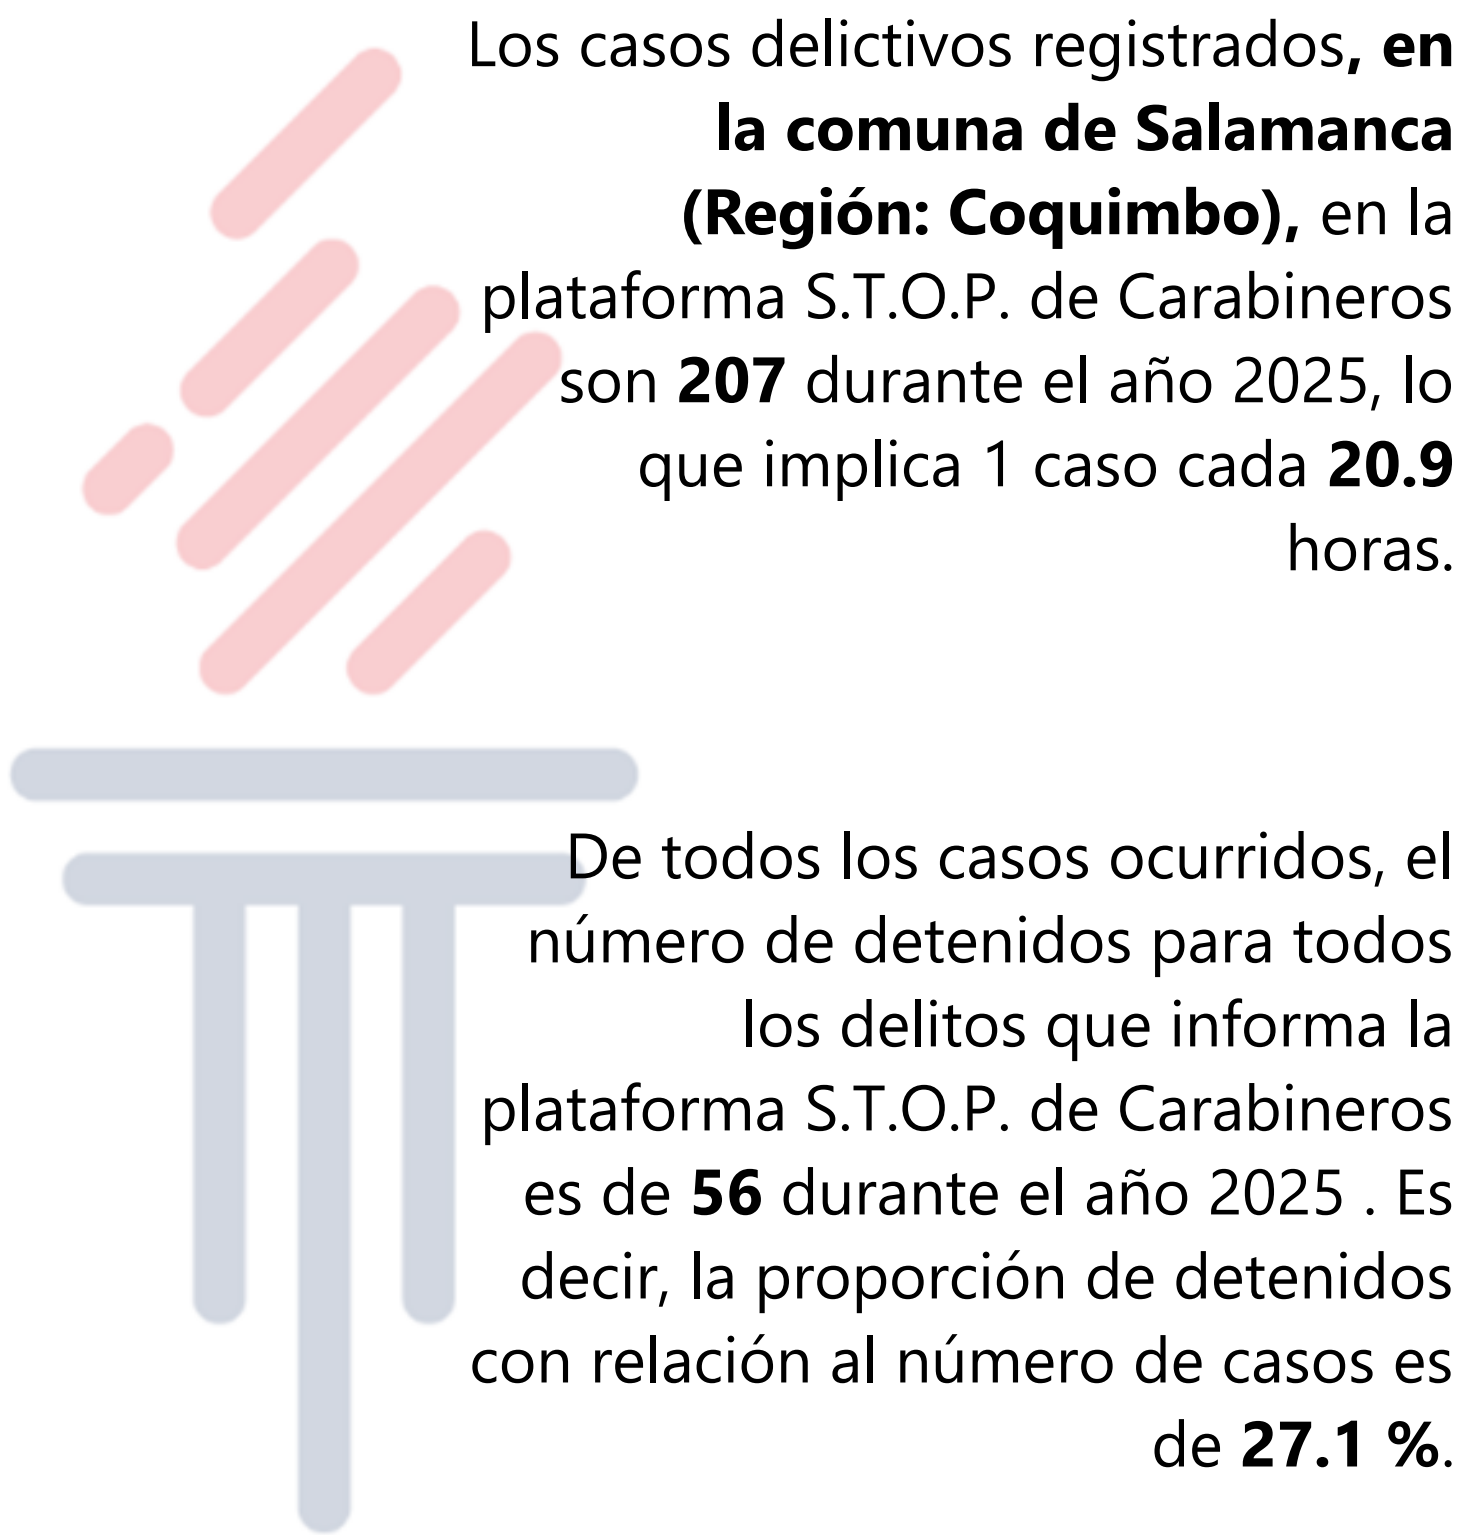 Los casos delictivos registrados, en
la comuna de Salamanca
(Región: Coquimbo), en la
plataforma S.T.O.P. de Carabineros
son 207 durante el año 2025, lo
que implica 1 caso cada 20.9
horas.
De todos los casos ocurridos, el
número de detenidos para todos
los delitos que informa la
plataforma S.T.O.P. de Carabineros
es de 56 durante el año 2025 . Es
decir, la proporción de detenidos
con relación al número de casos es
de 27.1 %.